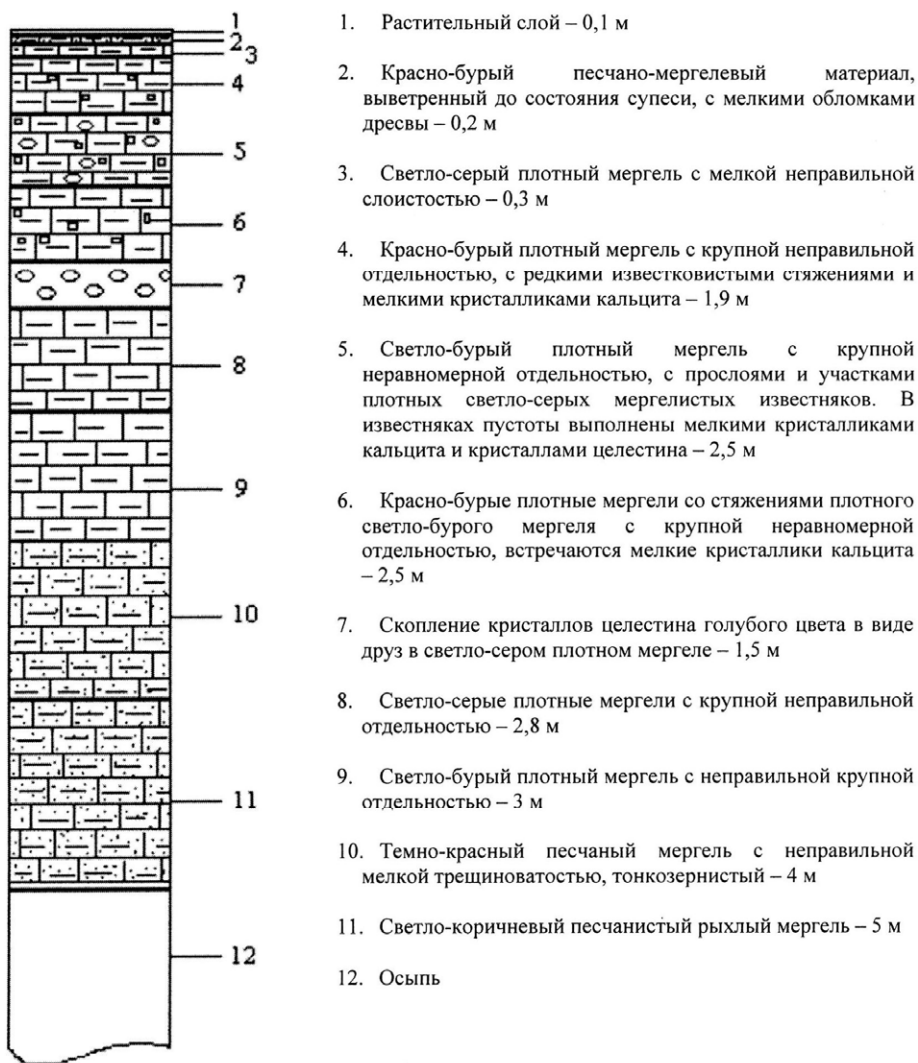 1
2
3
4
5
6
7
8
9
10
11
12
1. Растительный слой – 0,1 м
2. Красно-бурый песчано-мергелевый материал,
выветренный до состояния супеси, с мелкими обломками
дресвы – 0,2 м
3. Светло-серый плотный мергель с мелкой неправильной
слоистостью – 0,3 м
4. Красно-бурый плотный мергель с крупной неправильной
отдельностью, с редкими известковистыми стяжениями и
мелкими кристалликами кальцита – 1,9 м
5. Светло-бурый плотный мергель с крупной
неравномерной отдельностью, с прослоями и участками
плотных светло-серых мергелистых известняков. В
известняках пустоты выполнены мелкими кристалликами
кальцита и кристаллами целестина – 2,5 м
6. Красно-бурые плотные мергели со стяжениями плотного
светло-бурого мергеля с крупной неравномерной
отдельностью, встречаются мелкие кристаллики кальцита
– 2,5 м
7. Скопление кристаллов целестина голубого цвета в виде
друз в светло-сером плотном мергеле – 1,5 м
8. Светло-серые плотные мергели с крупной неправильной
отдельностью – 2,8 м
9. Светло-бурый плотный мергель с неправильной крупной
отдельностью – 3 м
10. Темно-красный песчаный мергель с неправильной
мелкой трещиноватостью, тонкозернистый – 4 м
11. Светло-коричневый песчанистый рыхлый мергель – 5 м
12. Осыпь